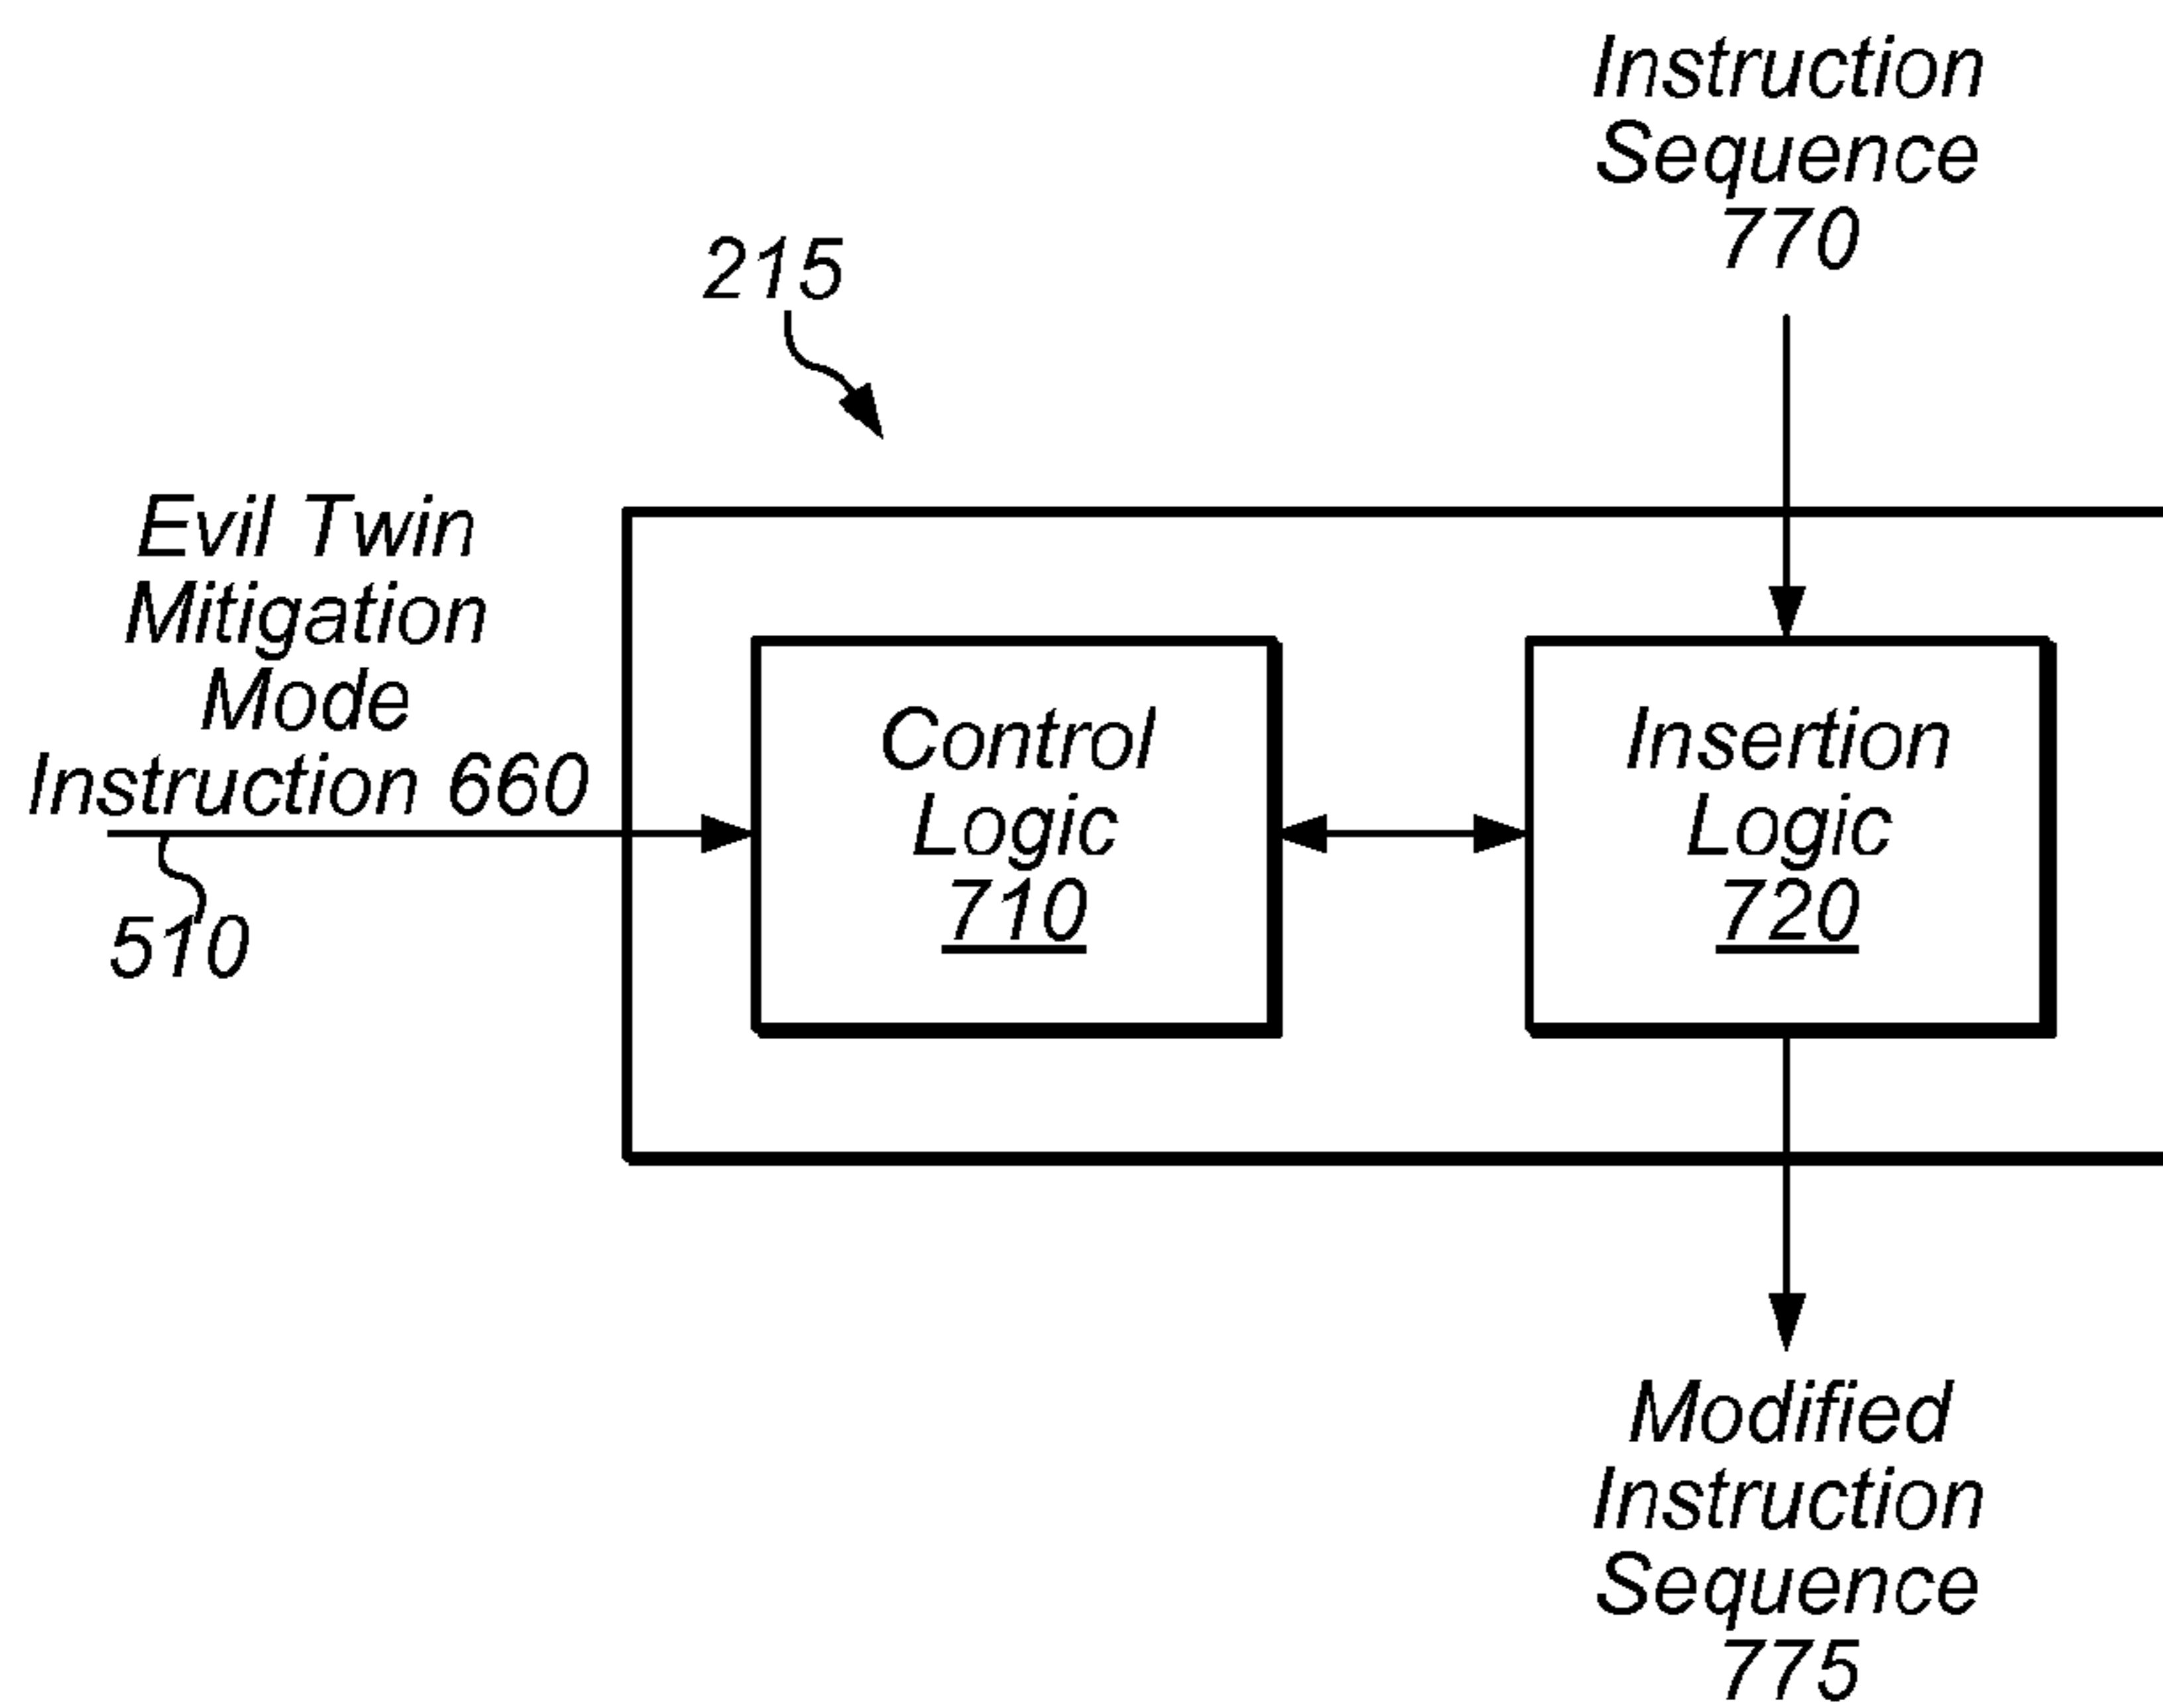 Instruction
Sequence
770
215
Evil Twin
Mitigation
Mode
Instruction 660
510
Control
Logic
710
Insertion
Logic
720
Modified
Instruction
Sequence
775